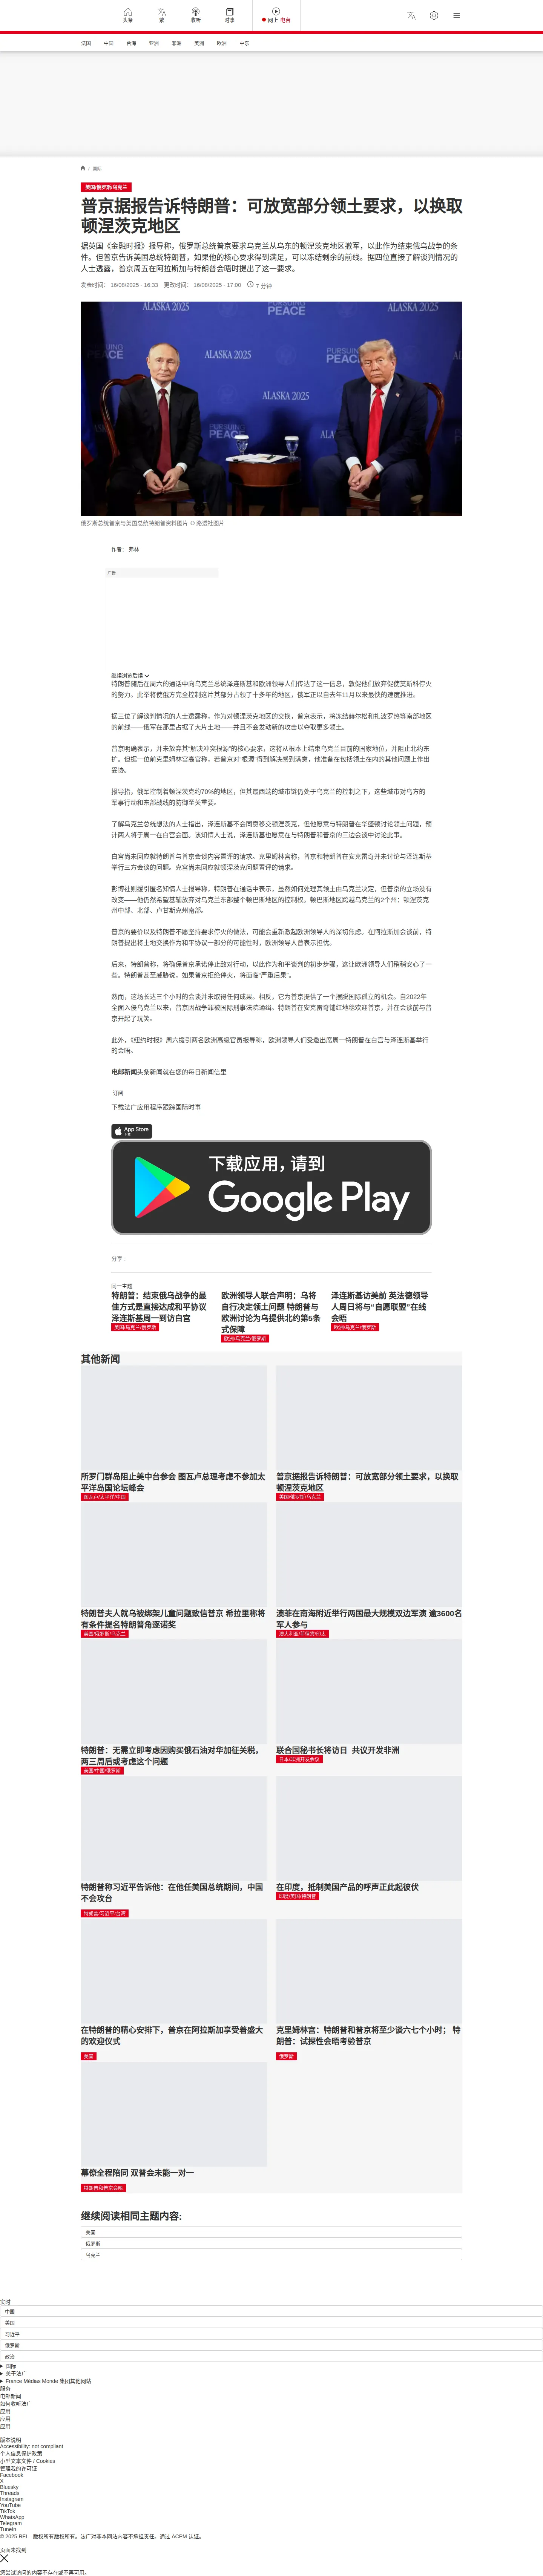 头条
繁
收听
时事
网上 电台
法国
中国
台海
亚洲
非洲
美洲
欧洲
中东
/ 国际
美国/俄罗斯/乌克兰
普京据报告诉特朗普：可放宽部分领土要求，以换取
顿涅茨克地区
据英国《金融时报》报导称，俄罗斯总统普京要求乌克兰从乌东的顿涅茨克地区撤军，以此作为结束俄乌战争的条
件。但普京告诉美国总统特朗普，如果他的核心要求得到满足，可以冻结剩余的前线。据四位直接了解谈判情况的
人士透露，普京周五在阿拉斯加与特朗普会晤时提出了这一要求。
发表时间： 16/08/2025 - 16:33 更改时间： 16/08/2025 - 17:00 7 分钟
PURSUING PEACE
ALASKA 2025
ALASKA 2025
PURSUING PEACE
ALASKA 2025
俄罗斯总统普京与美国总统特朗普资料图片 © 路透社图片
作者： 弗林
广告
继续浏览后续
特朗普随后在周六的通话中向乌克兰总统泽连斯基和欧洲领导人们传达了这一信息，敦促他们放弃促使莫斯科停火
的努力。此举将使俄方完全控制这片其部分占领了十多年的地区，俄军正以自去年11月以来最快的速度推进。
据三位了解谈判情况的人士透露称，作为对顿涅茨克地区的交换，普京表示，将冻结赫尔松和扎波罗热等南部地区
的前线——俄军在那里占据了大片土地——并且不会发动新的攻击以夺取更多领土。
普京明确表示，并未放弃其“解决冲突根源”的核心要求，这将从根本上结束乌克兰目前的国家地位，并阻止北约东
扩。但据一位前克里姆林宫高官称，若普京对“根源”得到解决感到满意，他准备在包括领土在内的其他问题上作出
妥协。
报导指，俄军控制着顿涅茨克约70%的地区，但其最西端的城市链仍处于乌克兰的控制之下，这些城市对乌方的
军事行动和东部战线的防御至关重要。
了解乌克兰总统想法的人士指出，泽连斯基不会同意移交顿涅茨克，但他愿意与特朗普在华盛顿讨论领土问题，预
计两人将于周一在白宫会面。该知情人士说，泽连斯基也愿意在与特朗普和普京的三边会谈中讨论此事。
白宫尚未回应就特朗普与普京会谈内容置评的请求。克里姆林宫称，普京和特朗普在安克雷奇并未讨论与泽连斯基
举行三方会谈的问题。克宫尚未回应就顿涅茨克问题置评的请求。
彭博社则援引匿名知情人士报导称，特朗普在通话中表示，虽然如何处理其领土由乌克兰决定，但普京的立场没有
改变——他仍然希望基辅放弃对乌克兰东部整个顿巴斯地区的控制权。顿巴斯地区跨越乌克兰的2个州：顿涅茨克
州中部、北部、卢甘斯克州南部。
普京的要价以及特朗普不愿坚持要求停火的做法，可能会重新激起欧洲领导人的深切焦虑。在阿拉斯加会谈前，特
朗普提出将土地交换作为和平协议一部分的可能性时，欧洲领导人曾表示担忧。
后来，特朗普称，将确保普京承诺停止敌对行动，以此作为和平谈判的初步步骤，这让欧洲领导人们稍稍安心了一
些。特朗普甚至威胁说，如果普京拒绝停火，将面临“严重后果”。
然而，这场长达三个小时的会谈并未取得任何成果。相反，它为普京提供了一个摆脱国际孤立的机会。自2022年
全面入侵乌克兰以来，普京因战争罪被国际刑事法院通缉。特朗普在安克雷奇铺红地毯欢迎普京，并在会谈前与普
京开起了玩笑。
此外，《纽约时报》周六援引两名欧洲高级官员报导称，欧洲领导人们受邀出席周一特朗普在白宫与泽连斯基举行
的会晤。
电邮新闻头条新闻就在您的每日新闻信里
订阅
下载法广应用程序跟踪国际时事
App Store
下载应用，请到
Google Play
分享 :
同一主题
特朗普：结束俄乌战争的最
佳方式是直接达成和平协议
泽连斯基周一到访白宫
美国/乌克兰/俄罗斯
欧洲领导人联合声明：乌将
自行决定领土问题 特朗普与
欧洲讨论为乌提供北约第5条
式保障
欧洲/乌克兰/俄罗斯
泽连斯基访美前 英法德领导
人周日将与“自愿联盟”在线
会晤
欧洲/乌克兰/俄罗斯
其他新闻
所罗门群岛阻止美中台参会 图瓦卢总理考虑不参加太
平洋岛国论坛峰会
图瓦卢/太平洋/中国
普京据报告诉特朗普：可放宽部分领土要求，以换取
顿涅茨克地区
美国/俄罗斯/乌克兰
特朗普夫人就乌被绑架儿童问题致信普京 希拉里称将
有条件提名特朗普角逐诺奖
美国/俄罗斯/乌克兰
澳菲在南海附近举行两国最大规模双边军演 逾3600名
军人参与
澳大利亚/菲律宾/印太
特朗普：无需立即考虑因购买俄石油对华加征关税，
两三周后或考虑这个问题
美国/中国/俄罗斯
联合国秘书长将访日 共议开发非洲
日本/非洲开发会议
特朗普称习近平告诉他：在他任美国总统期间，中国
不会攻台
特朗普/习近平/台湾
在印度，抵制美国产品的呼声正此起彼伏
印度/美国/特朗普
在特朗普的精心安排下，普京在阿拉斯加享受着盛大
的欢迎仪式
美国
克里姆林宫：特朗普和普京将至少谈六七个小时； 特
朗普：试探性会晤考验普京
俄罗斯
幕僚全程陪同 双普会未能一对一
特朗普和普京会晤
继续阅读相同主题内容:
美国
俄罗斯
乌克兰
实时
中国
美国
习近平
俄罗斯
政治
国际
关于法广
France Médias Monde 集团其他网站
服务
电邮新闻
如何收听法广
应用
应用
应用
版本说明
Accessibility: not compliant
个人信息保护政策
小型文本文件 / Cookies
管理我的许可证
Facebook
X
Bluesky
Threads
Instagram
YouTube
TikTok
WhatsApp
Telegram
TuneIn
© 2025 RFI – 版权所有版权所有。法广对非本网站内容不承担责任。通过 ACPM 认证。
页面未找到
您尝试访问的内容不存在或不再可用。